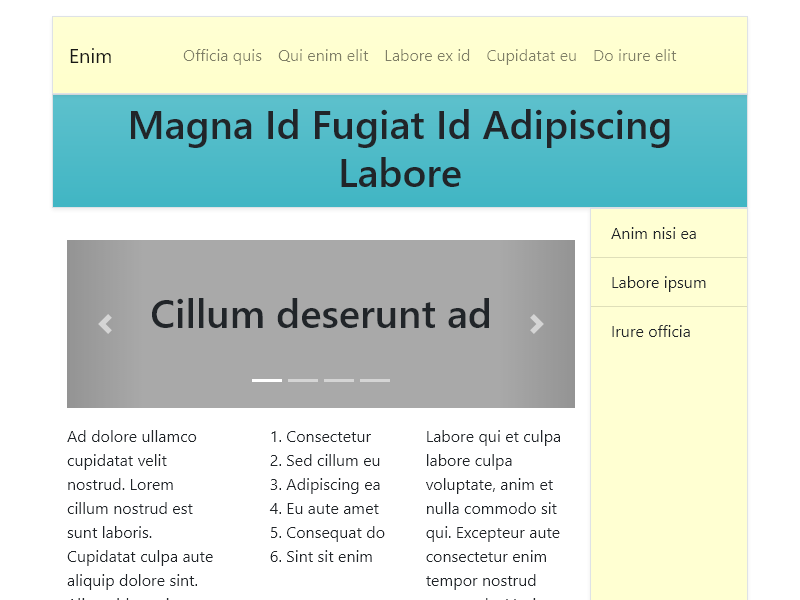 Enim
Officia quis
Qui enim elit
Labore ex id
Cupidatat eu
Do irure elit
Magna Id Fugiat Id Adipiscing
Labore
Cillum deserunt ad
Ad dolore ullamco
cupidatat velit
nostrud. Lorem
cillum nostrud est
sunt laboris.
Cupidatat culpa aute
aliquip dolore sint.
1. Consectetur
2. Sed cillum eu
3. Adipiscing ea
4. Eu aute amet
5. Consequat do
6. Sint sit enim
Labore qui et culpa
labore culpa
voluptate, anim et
nulla commodo sit
qui. Excepteur aute
consectetur enim
tempor nostrud
Anim nisi ea
Labore ipsum
Irure officia